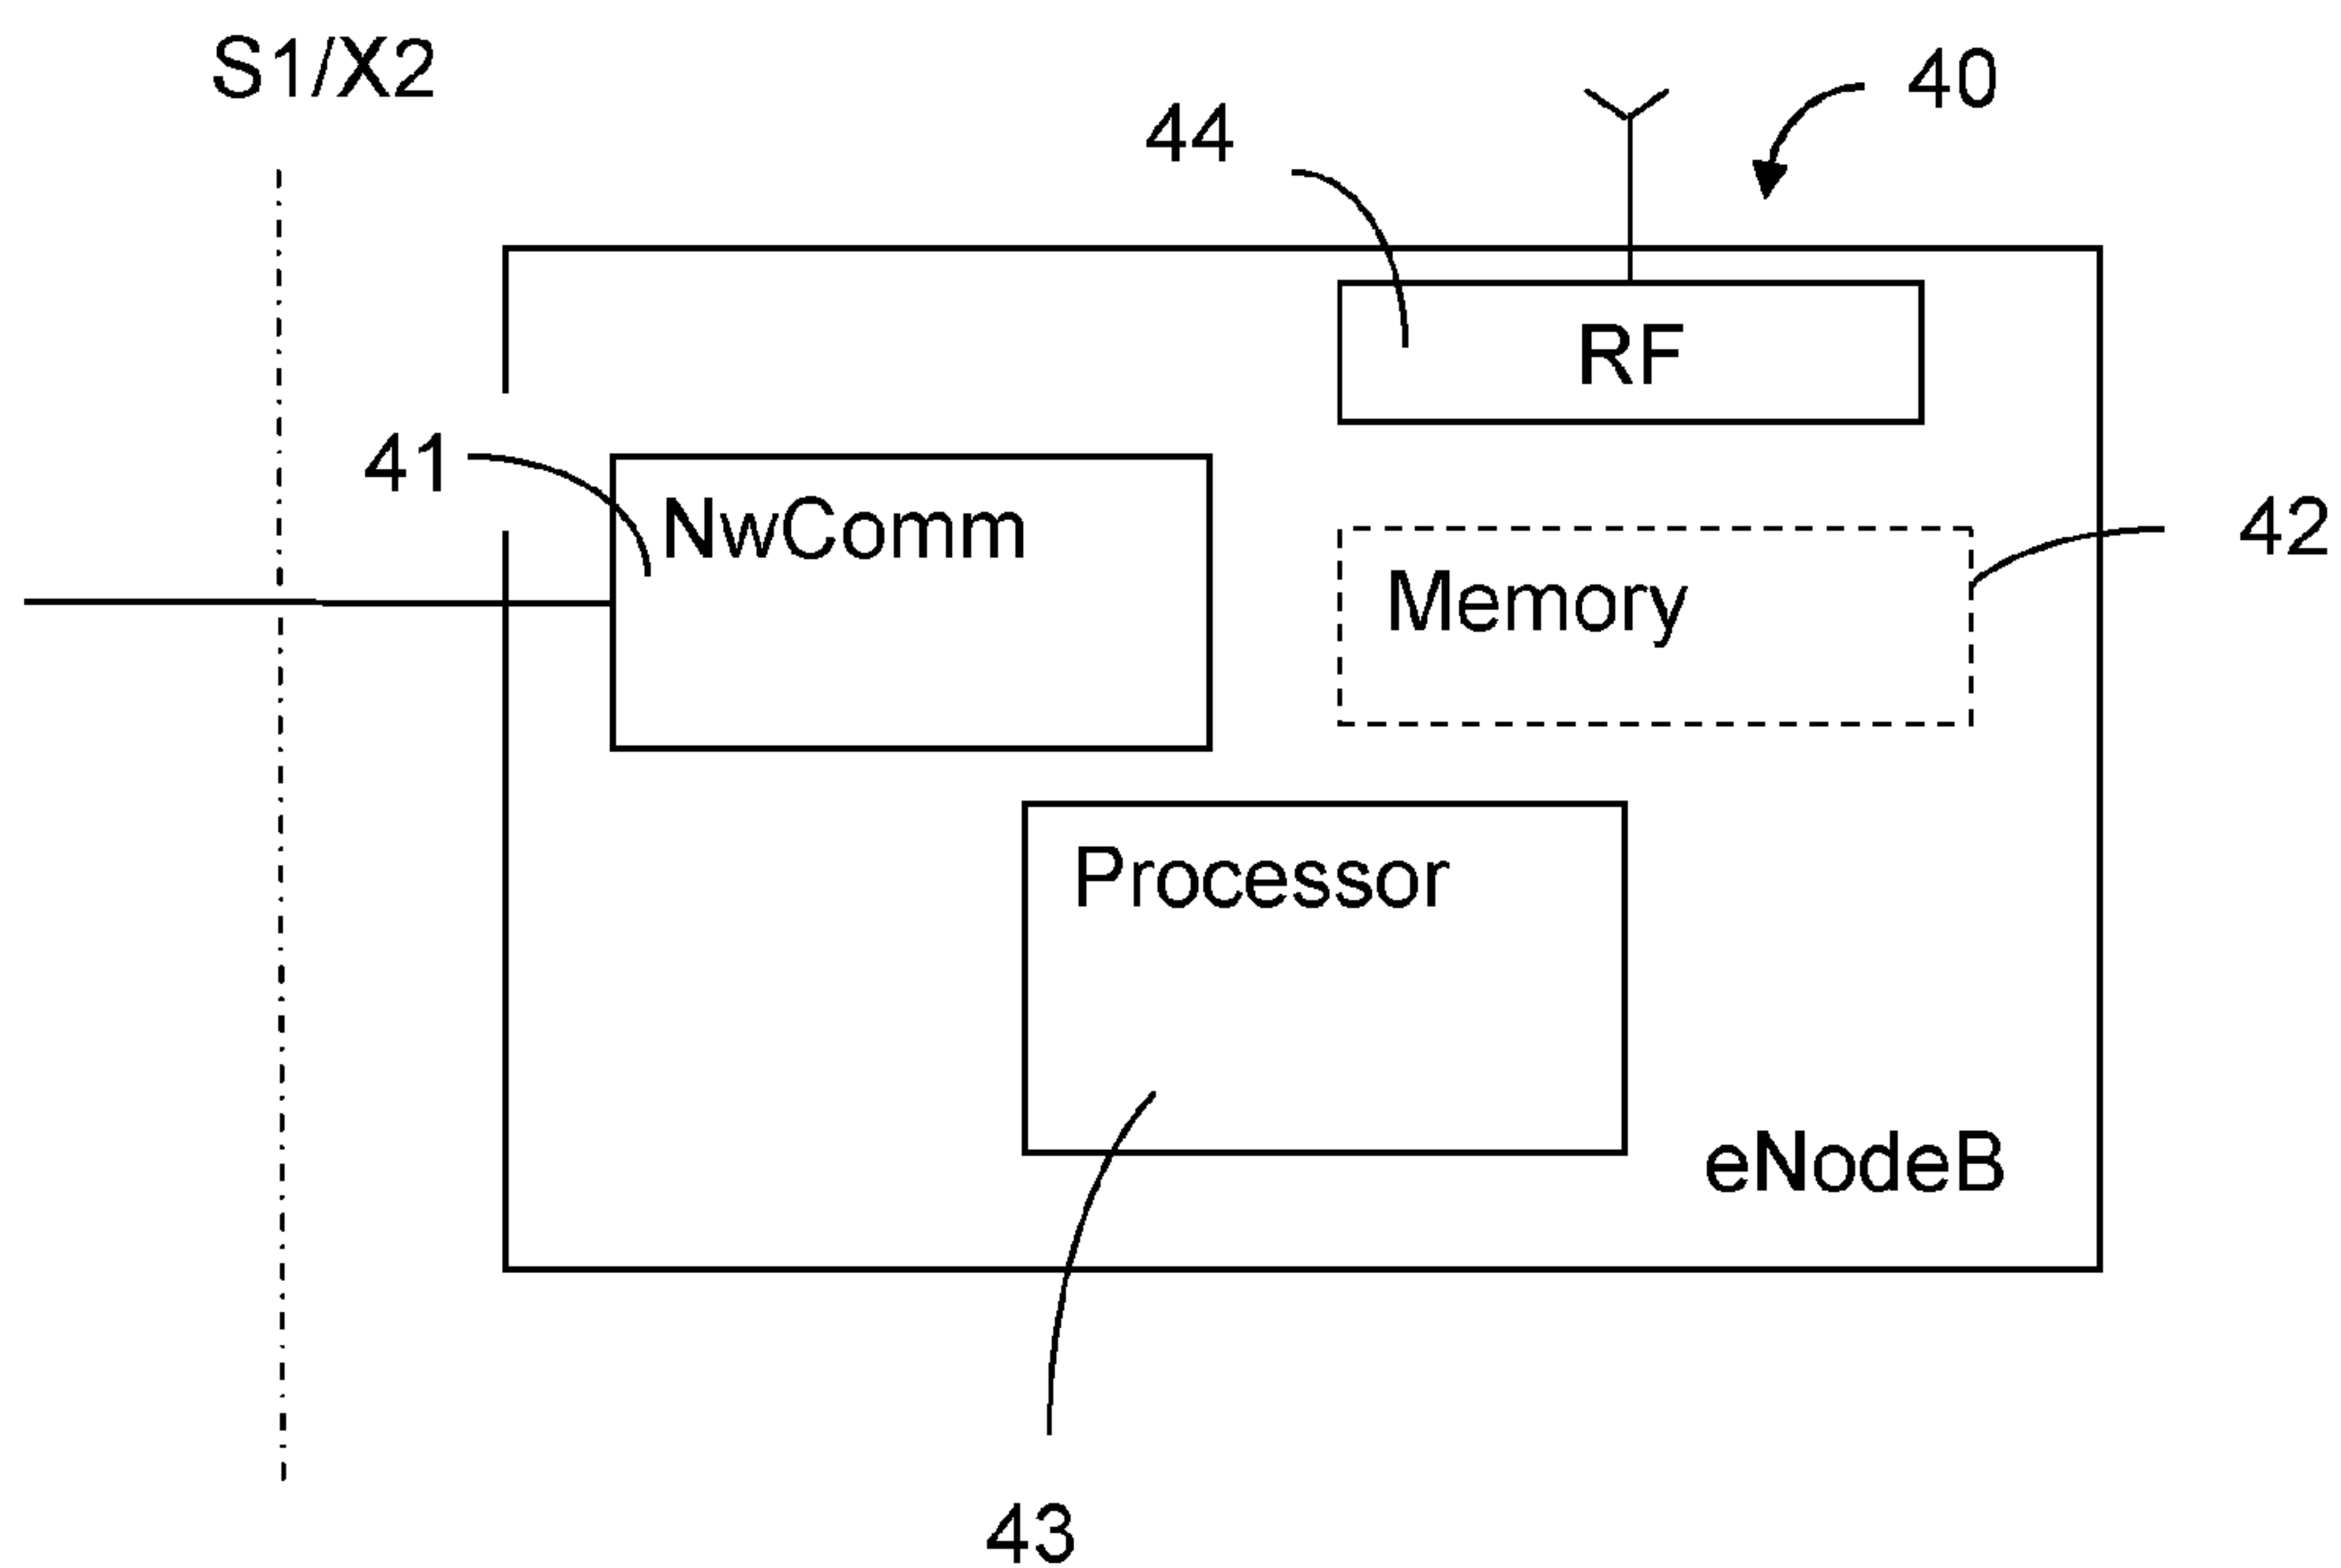 S1/X2
40
44
RF
41
NwComm
42
Memory
Processor
eNodeB
43